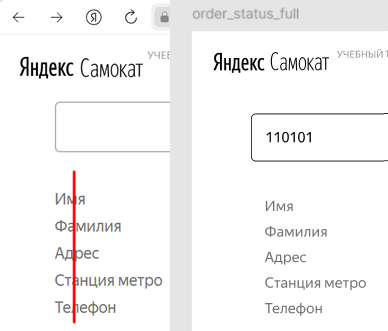 order_status_full
Яндекс Самокат УЧЕБ
Имя
Фамилия
Адрес
Станция метро
Телефон
Яндекс Самокат УЧЕБНЫЙ Т
110101
Имя
Фамилия
Адрес
Станция метро
Телефон